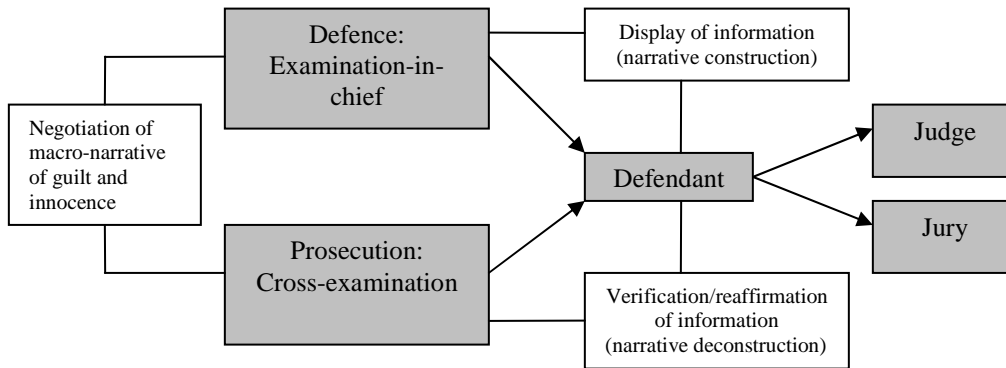 Defence:
Examination-in-
chief
Display of information
(narrative construction)
Negotiation of
macro-narrative
of guilt and
innocence
Defendant
Judge
Jury
Prosecution:
Cross-examination
Verification/reaffirmation
of information
(narrative deconstruction)